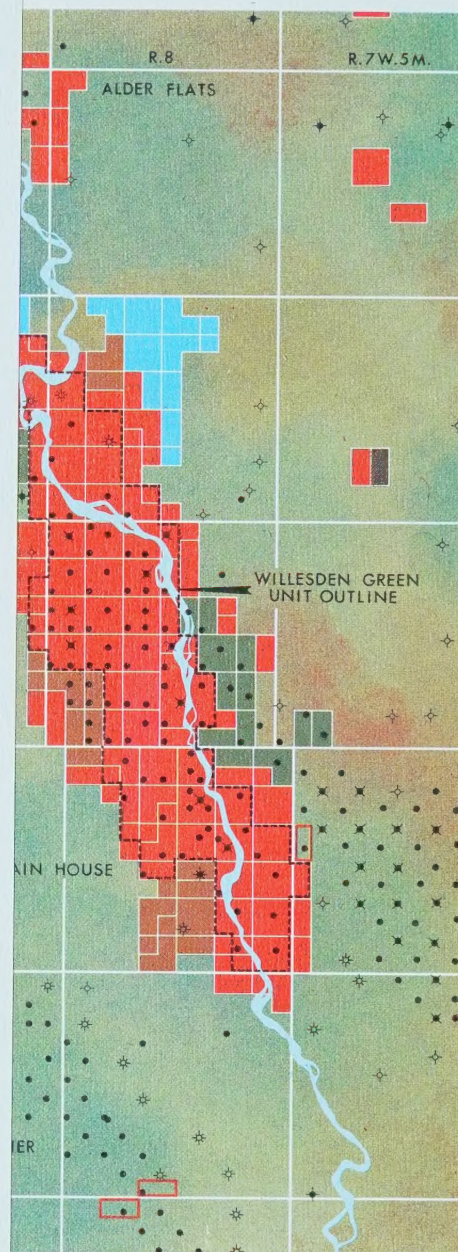 R.8
R.7W.5M.
ALDER FLATS
WILLESDEN GREEN
UNIT OUTLINE
AIN HOUSE
IER